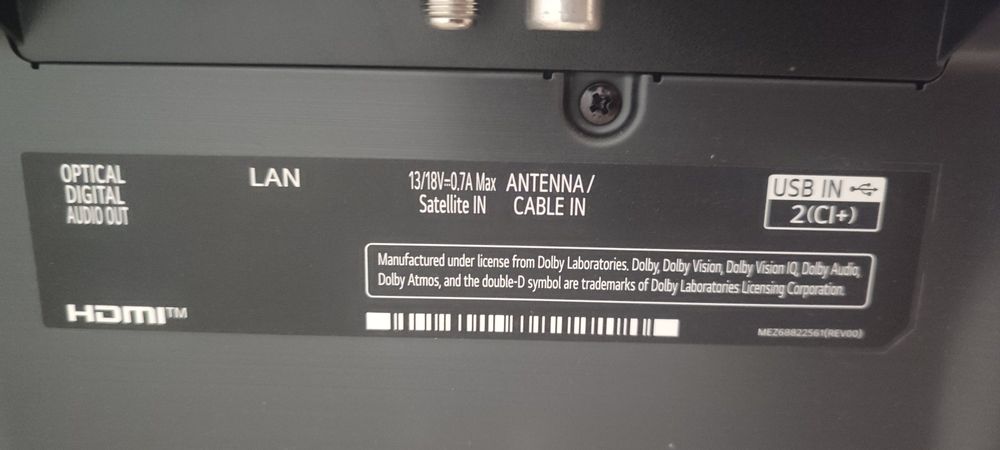 OPTICAL
DIGITAL
AUDIO OUT
LAN
13/18V=0.7A Max
Satellite IN
ANTENNA /
CABLE IN
USB IN
2(CI+)
Manufactured under license from Dolby Laboratories. Dolby, Dolby Vision, Dolby Vision IQ, Dolby Audio,
Dolby Atmos, and the double-D symbol are trademarks of Dolby Laboratories Licensing Corporation.
HDMI™
MEZ68822561(REV00)